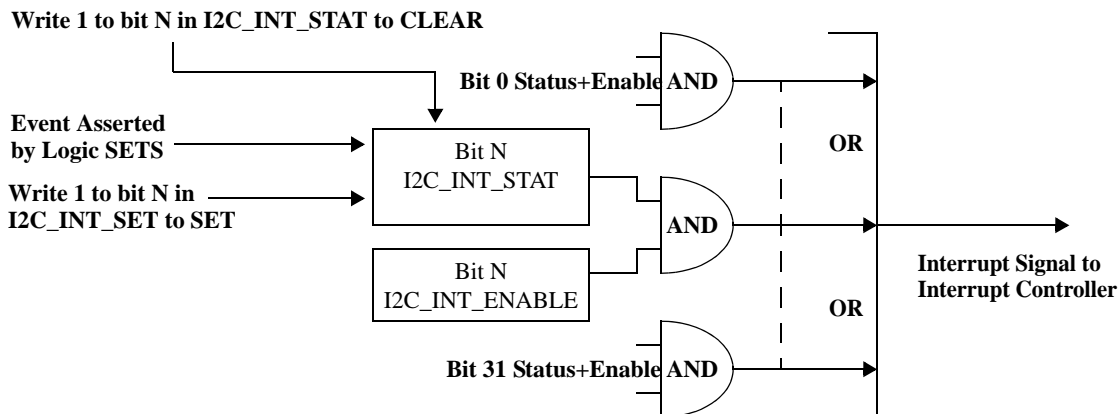 Write 1 to bit N in I2C_INT_STAT to CLEAR
Bit 0 Status+Enable
AND
Event Asserted
by Logic SETS
Bit N
I2C_INT_STAT
OR
Write 1 to bit N in
I2C_INT_SET to SET
AND
Bit N
I2C_INT_ENABLE
Interrupt Signal to
Interrupt Controller
OR
Bit 31 Status+Enable
AND